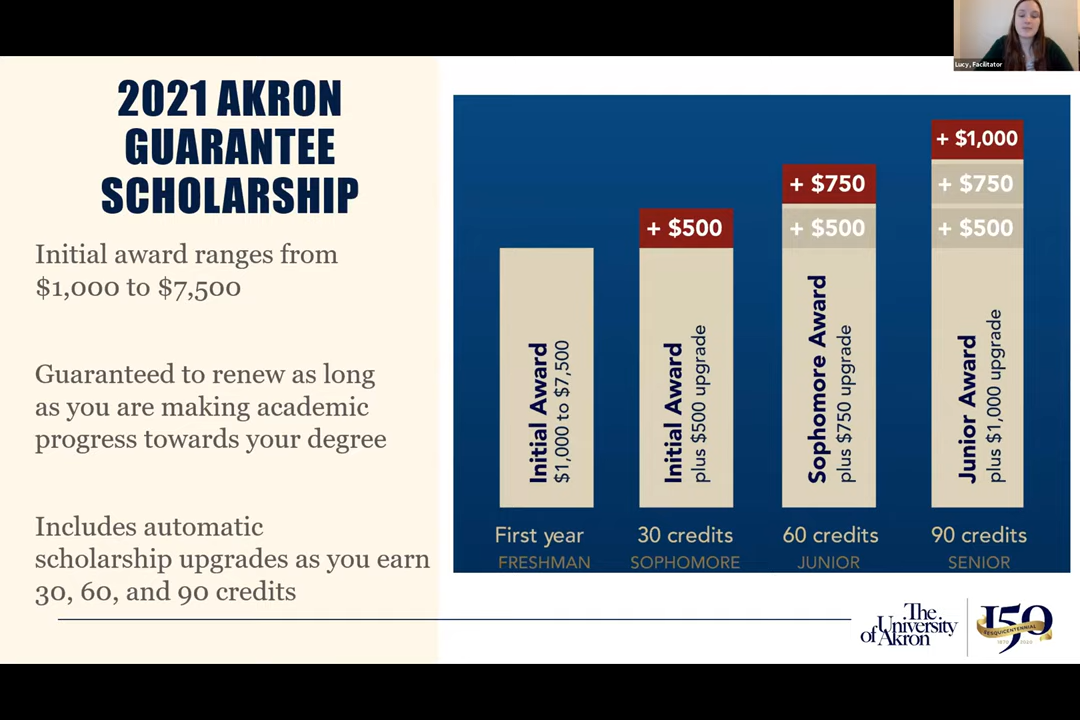 Lucy, Facilitator
2021 AKRON
GUARANTEE
SCHOLARSHIP
Initial award ranges from
$1,000 to $7,500
Guaranteed to renew as long
as you are making academic
progress towards your degree
Includes automatic
scholarship upgrades as you earn
30, 60, and 90 credits
Initial Award
$1,000 to $7,500
First year
FRESHMAN
+ $500
Initial Award
plus $500 upgrade
30 credits
SOPHOMORE
+ $750
+ $500
Sophomore Award
plus $750 upgrade
60 credits
JUNIOR
+ $1,000
+ $750
+ $500
Junior Award
plus $1,000 upgrade
90 credits
SENIOR
The
University
of Akron
150
SESQUICENTENNIAL